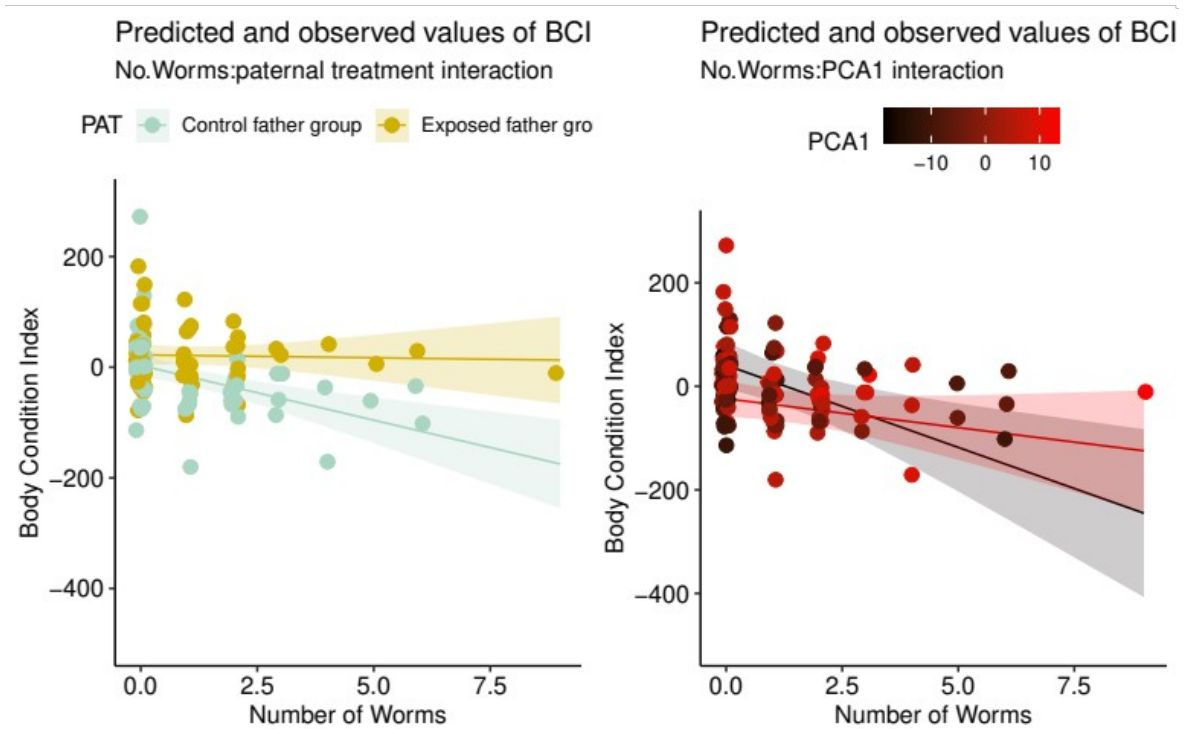 Predicted and observed values of BCI
No.Worms:paternal treatment interaction
PAT Control father group Exposed father gro
Body Condition Index
200
0
−200
−400
0.0 2.5 5.0 7.5
Number of Worms
Predicted and observed values of BCI
No.Worms:PCA1 interaction
PCA1
−10 0 10
Body Condition Index
200
0
−200
−400
0.0 2.5 5.0 7.5
Number of Worms